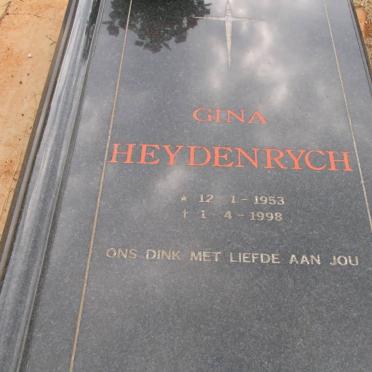 GINA
HEYDENRYCH
★ 12-1-1953
† 1-4-1998
ONS DINK MET LIEFDE AAN JOU